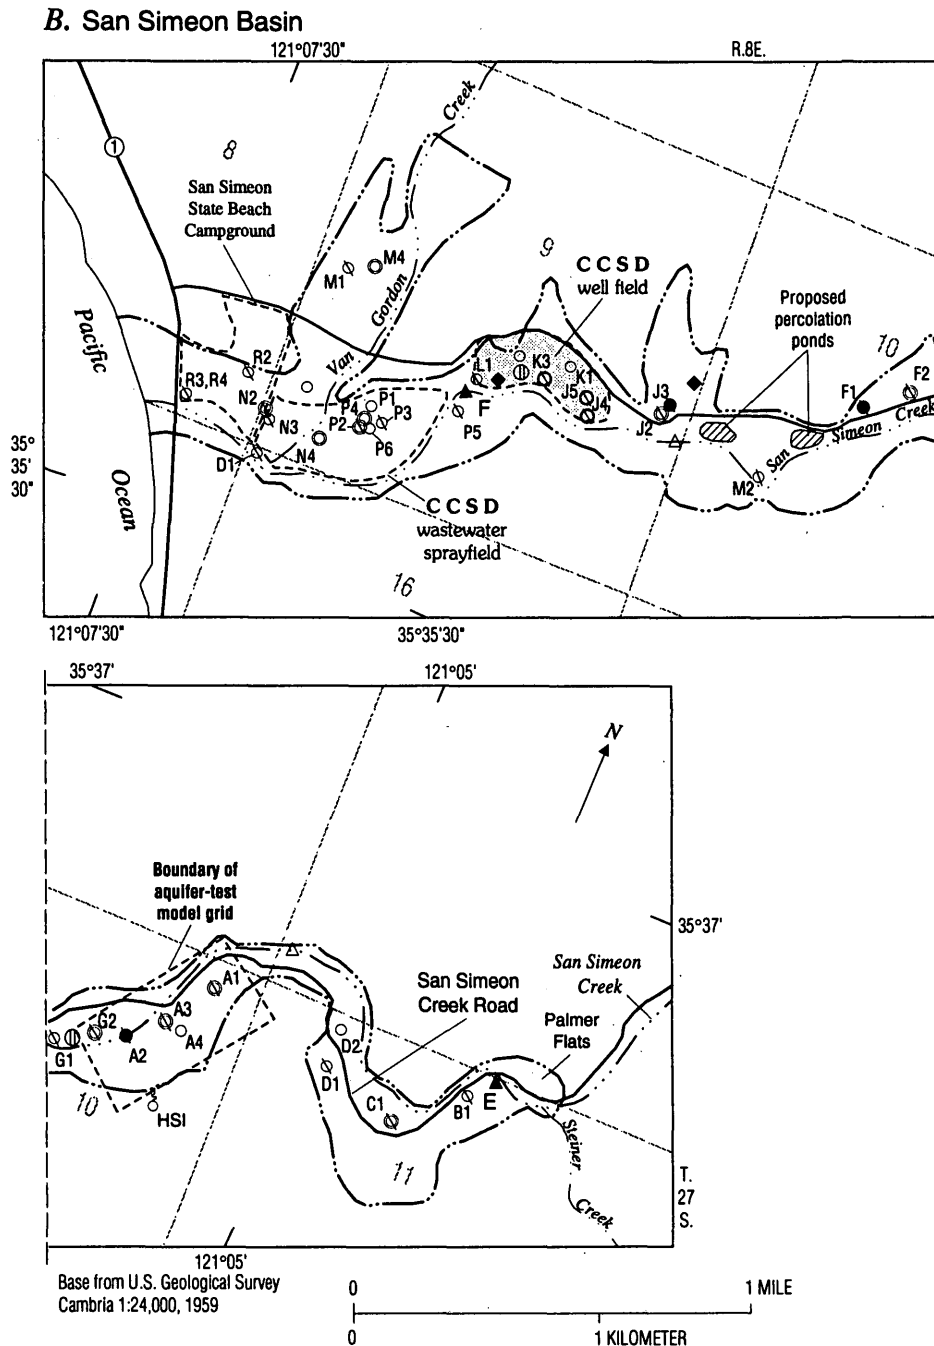 B. San Simeon Basin
121°07'30"
R.8E.
Creek
1
8
San Simeon
State Beach
Campground
9
CCSD
well field
M1
M4
Gordon
Van
Proposed
percolation
ponds
10
Pacific
Ocean
R2
R3,R4
N2
N3
N4
D1
P1
P4
P3
P2
P6
P5
F
L1
K3
K1
J5
J4
J3
J2
F1
F2
San Simeon Creek
M2
35°
35'
30"
CCSD
wastewater
sprayfield
16
121°07'30"
35°35'30"
35°37'
121°05'
N
Boundary of
aquifer-test
model grid
35°37'
A1
San Simeon
Creek Road
San Simeon
Creek
G2
A3
G1
A2
A4
D2
Palmer
Flats
D1
10
HSI
C1
B1
E
Steiner
Creek
11
T.
27
S.
121°05'
Base from U.S. Geological Survey
Cambria 1:24,000, 1959
0
1 MILE
0
1 KILOMETER